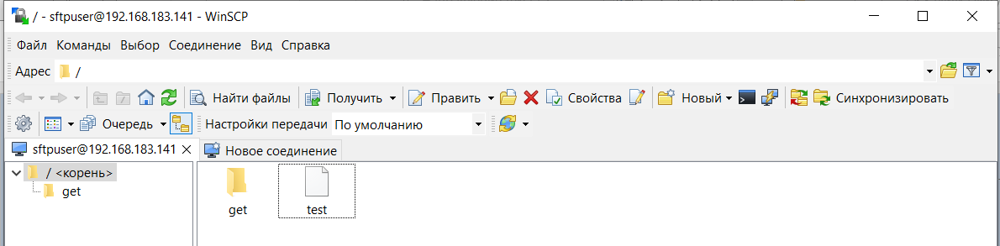 / - sftpuser@192.168.183.141 - WinSCP
Файл Команды Выбор Соединение Вид Справка
Адрес /
Найти файлы Получить Править Свойства Новый Синхронизировать
Очередь Настройки передачи По умолчанию
sftpuser@192.168.183.141 Новое соединение
/ <корень>
get
get test